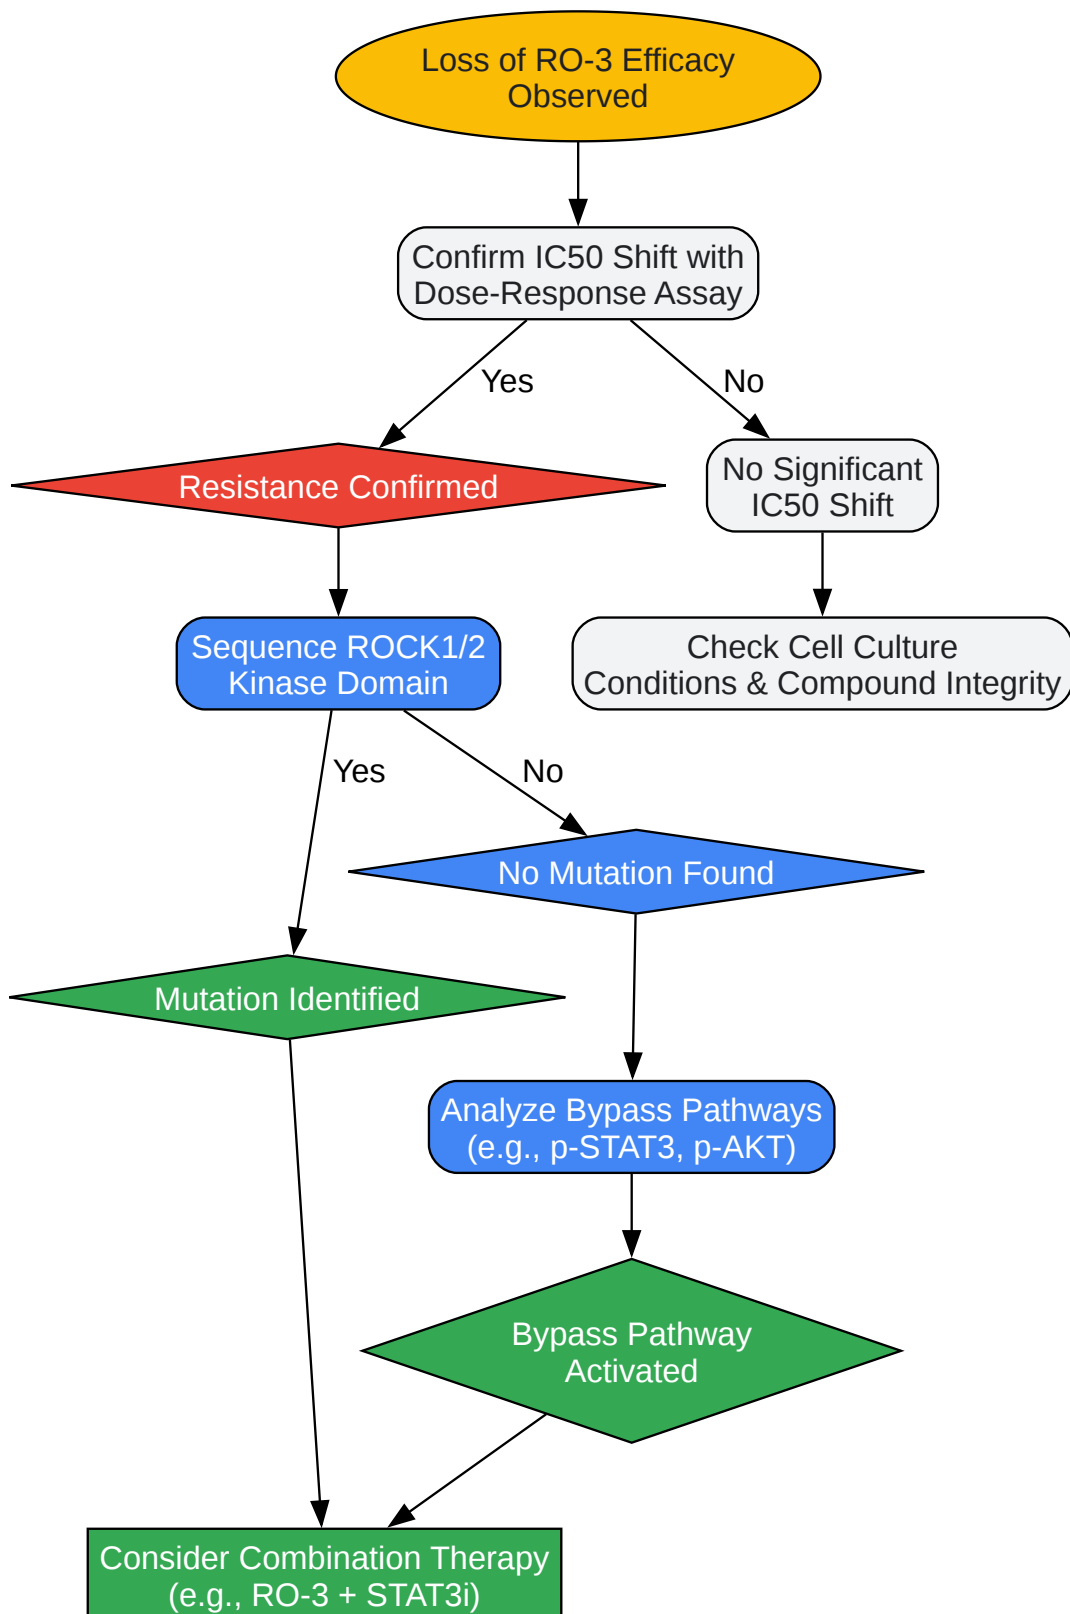 Loss of RO-3 Efficacy
Observed
Confirm IC50 Shift with
Dose-Response Assay
Yes
No
Resistance Confirmed
No Significant
IC50 Shift
Sequence ROCK1/2
Kinase Domain
Check Cell Culture
Conditions & Compound Integrity
Yes
No
No Mutation Found
Mutation Identified
Analyze Bypass Pathways
(e.g., p-STAT3, p-AKT)
Bypass Pathway
Activated
Consider Combination Therapy
(e.g., RO-3 + STAT3i)